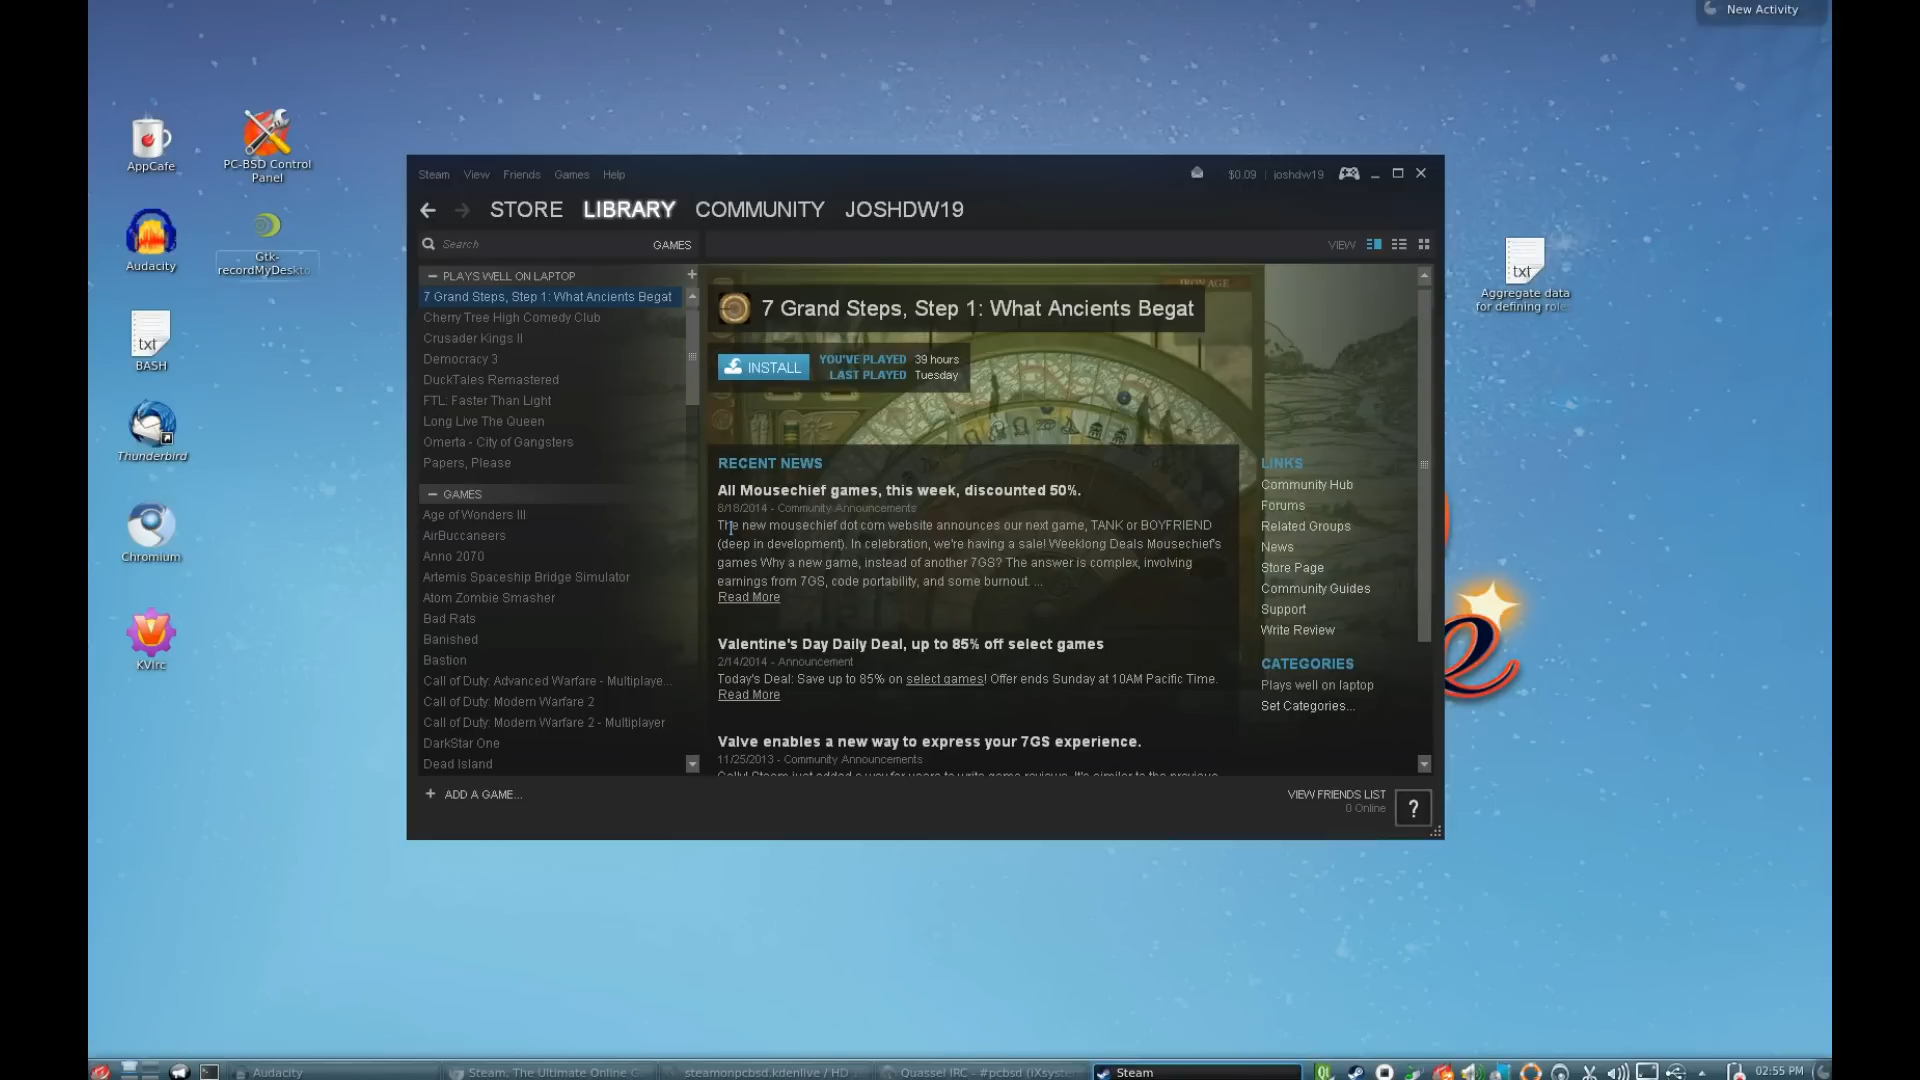 New Activity
AppCafe
PC-BSD Control
Panel
Audacity
Gtk-
recordMyDeskto
txt
BASH
Thunderbird
Chromium
KVIrc
txt
Aggregate data
for defining role
Steam View Friends Games Help
$0.09 | joshdw19
STORE LIBRARY COMMUNITY JOSHDW19
Search GAMES
VIEW
PLAYS WELL ON LAPTOP
7 Grand Steps, Step 1: What Ancients Begat
Cherry Tree High Comedy Club
Crusader Kings II
Democracy 3
DuckTales Remastered
FTL: Faster Than Light
Long Live The Queen
Omerta - City of Gangsters
Papers, Please
GAMES
Age of Wonders III
AirBuccaneers
Anno 2070
Artemis Spaceship Bridge Simulator
Atom Zombie Smasher
Bad Rats
Banished
Bastion
Call of Duty: Advanced Warfare - Multiplaye...
Call of Duty: Modern Warfare 2
Call of Duty: Modern Warfare 2 - Multiplayer
DarkStar One
Dead Island
+ ADD A GAME...
IRON AGE
7 Grand Steps, Step 1: What Ancients Begat
INSTALL
YOU'VE PLAYED 39 hours
LAST PLAYED Tuesday
RECENT NEWS
All Mousechief games, this week, discounted 50%.
8/18/2014 - Community Announcements
The new mousechief dot com website announces our next game, TANK or BOYFRIEND
(deep in development). In celebration, we're having a sale! Weeklong Deals Mousechief's
games Why a new game, instead of another 7GS? The answer is complex, involving
earnings from 7GS, code portability, and some burnout. ...
Read More
Valentine's Day Daily Deal, up to 85% off select games
2/14/2014 - Announcement
Today's Deal: Save up to 85% on select games! Offer ends Sunday at 10AM Pacific Time.
Read More
Valve enables a new way to express your 7GS experience.
11/25/2013 - Community Announcements
LINKS
Community Hub
Forums
Related Groups
News
Store Page
Community Guides
Support
Write Review
CATEGORIES
Plays well on laptop
Set Categories...
VIEW FRIENDS LIST
0 Online
?
e
Audacity
Steam, The Ultimate Online G
steamonpcbsd.kdenlive / HD
Quassel IRC - #pcbsd (iXsystem
Steam
02:55 PM